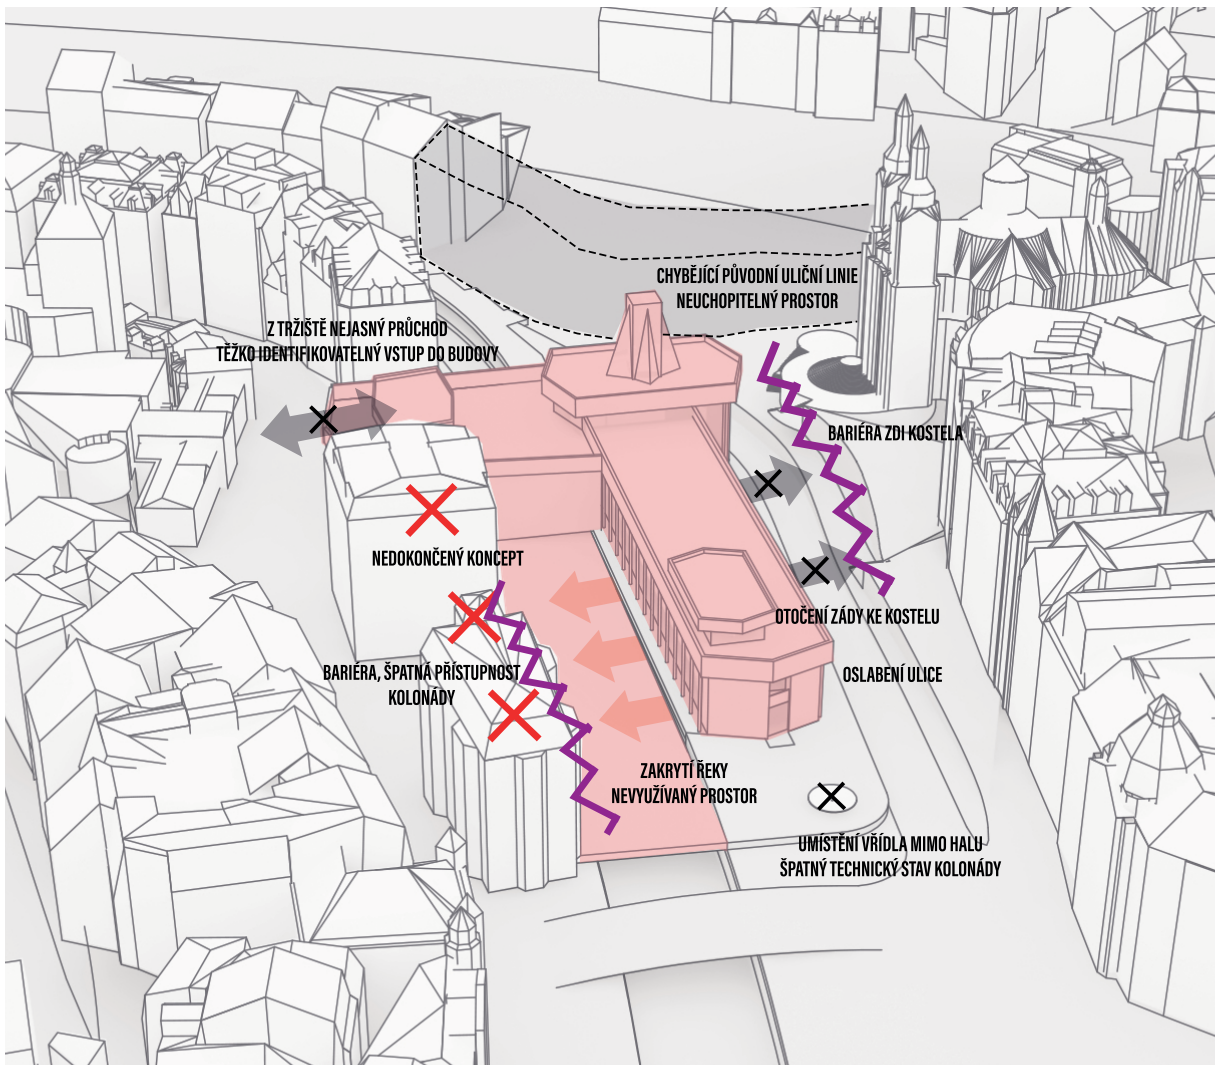 CHYBĚJÍCÍ PŮVODNÍ ULIČNÍ LINIE
NEUCHOPITELNÝ PROSTOR
Z TRŽIŠTĚ NEJASNÝ PRŮCHOD
TĚŽKO IDENTIFIKOVATELNÝ VSTUP DO BUDOVY
BARIÉRA ZDI KOSTELA
NEDOKONČENÝ KONCEPT
OTOČENÍ ZÁDY KE KOSTELU
BARIÉRA, ŠPATNÁ PŘÍSTUPNOST
KOLONÁDY
OSLABENÍ ULICE
ZAKRYTÍ ŘEKY
NEVYUŽÍVANÝ PROSTOR
UMÍSTĚNÍ VŘÍDLA MIMO HALU
ŠPATNÝ TECHNICKÝ STAV KOLONÁDY